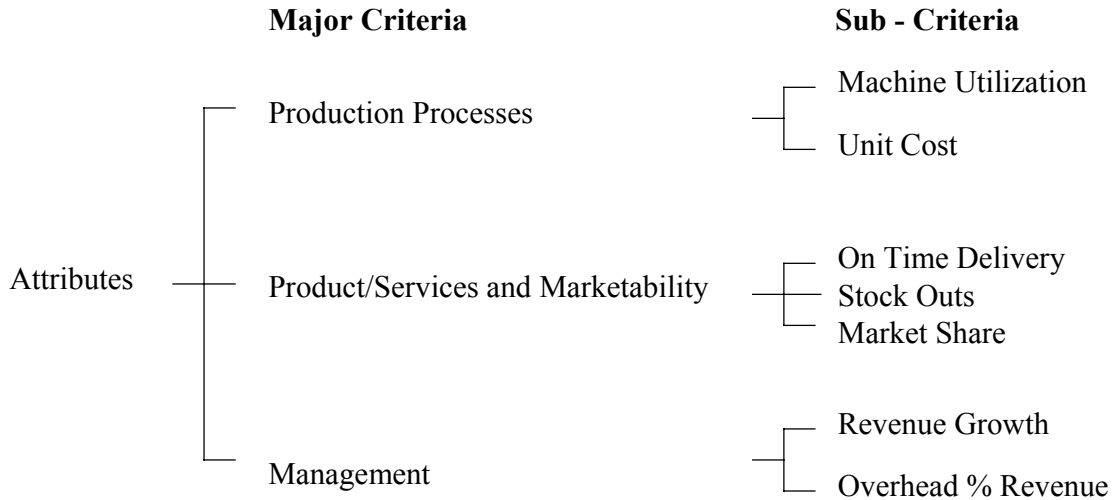 Major Criteria
Sub - Criteria
Machine Utilization
Production Processes
Unit Cost
On Time Delivery
Attributes
Product/Services and Marketability
Stock Outs
Market Share
Revenue Growth
Management
Overhead % Revenue